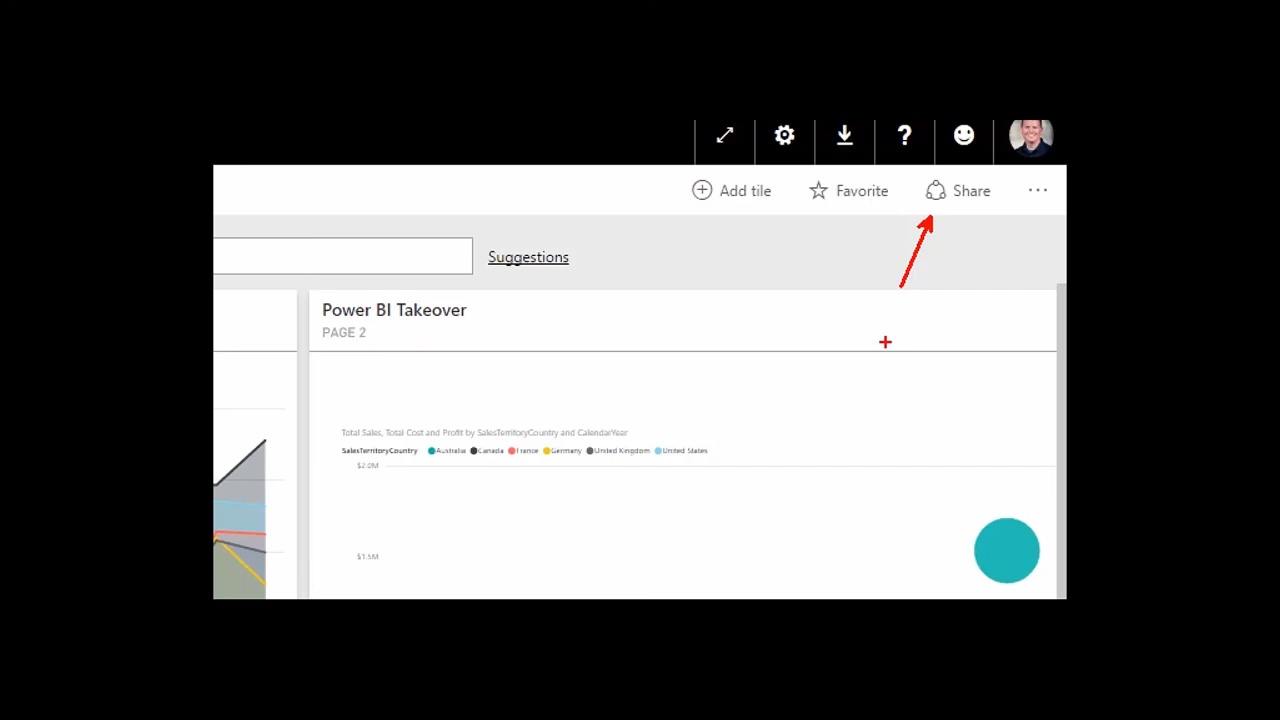 ?
Add tile Favorite Share ...
Suggestions
Power BI Takeover
PAGE 2
Total Sales, Total Cost and Profit by SalesTerritoryCountry and CalendarYear
SalesTerritoryCountry Australia Canada France Germany United Kingdom United States
$2.0M
$1.5M